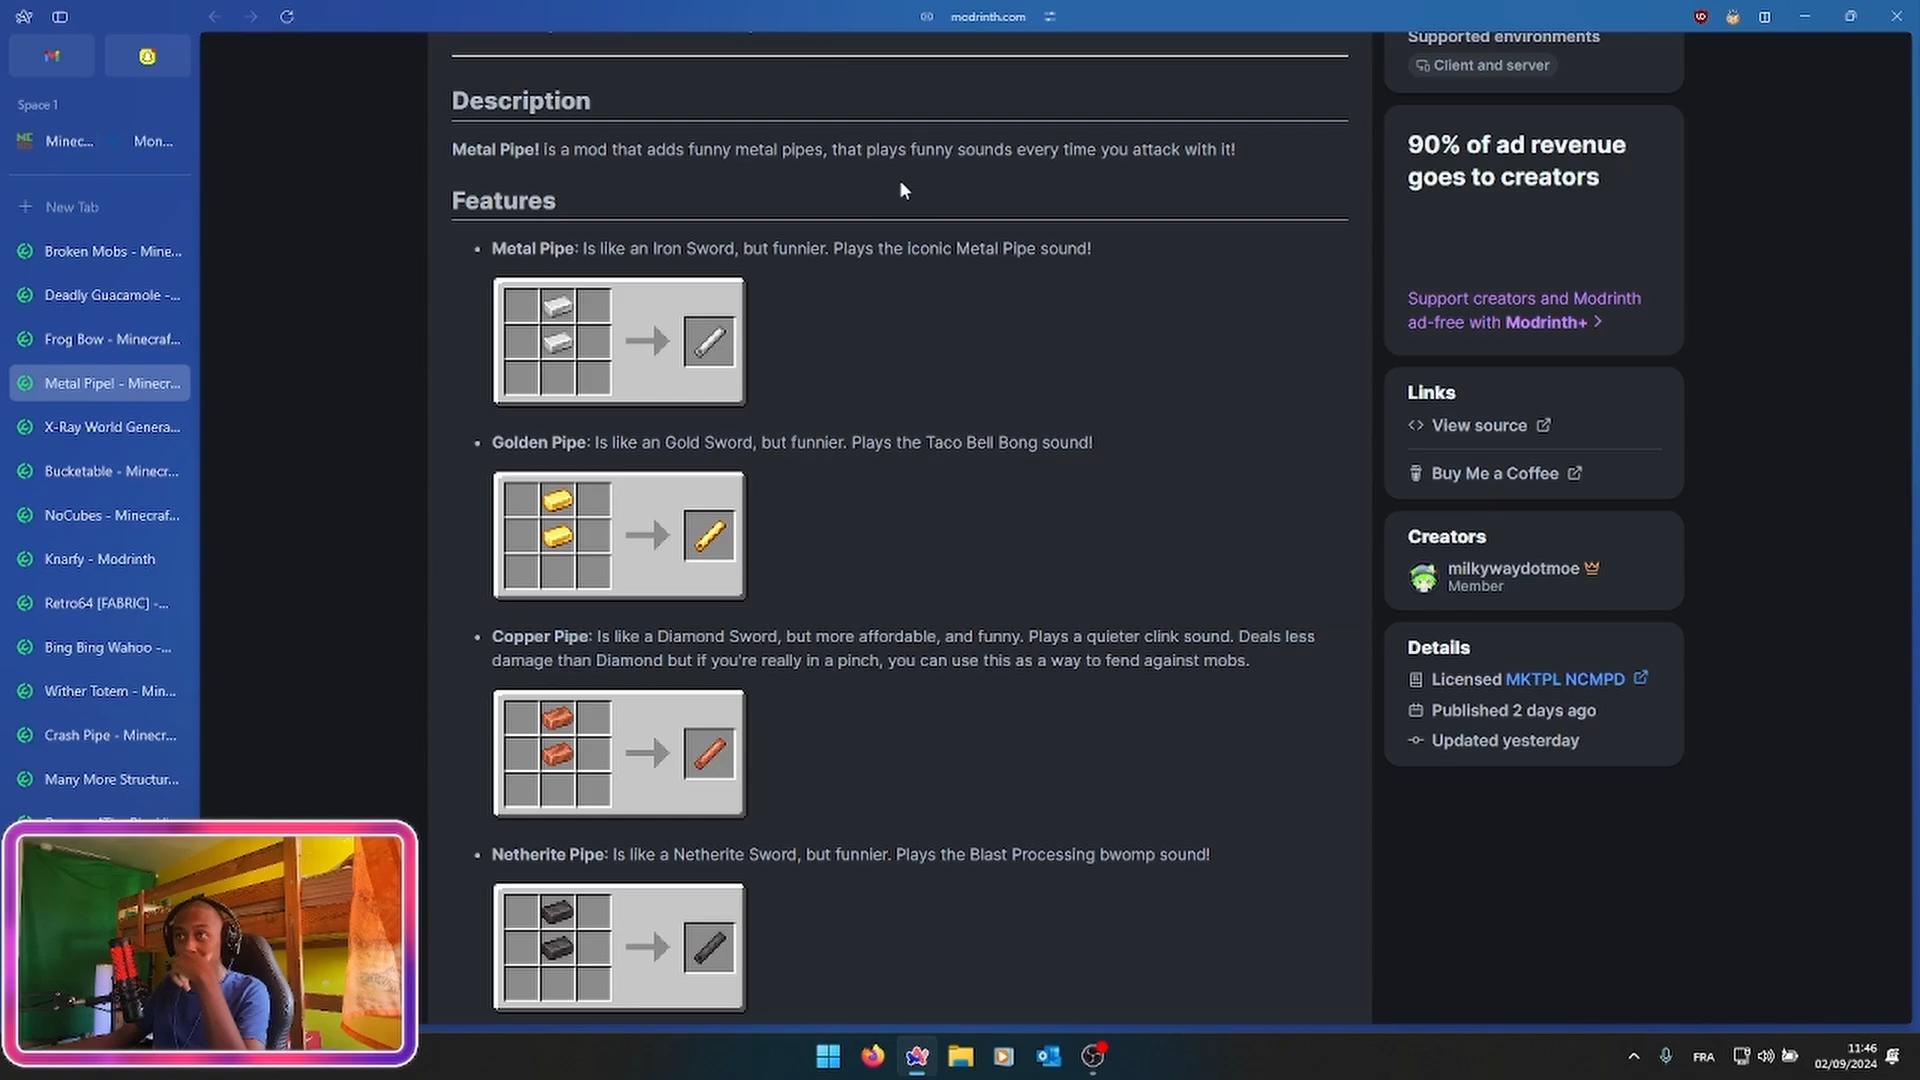 modrinth.com
Space 1
Minec...
Mon...
New Tab
Broken Mobs - Mine...
Deadly Guacamole -...
Frog Bow - Minecraf...
Metal Pipe! - Minecr...
X-Ray World Genera...
Bucketable - Minecr...
NoCubes - Minecraf...
Knarfy - Modrinth
Retro64 [FABRIC] -...
Bing Bing Wahoo -...
Wither Totem - Min...
Crash Pipe - Minecr...
Many More Structur...
Description
Metal Pipe! is a mod that adds funny metal pipes, that plays funny sounds every time you attack with it!
Features
• Metal Pipe: Is like an Iron Sword, but funnier. Plays the iconic Metal Pipe sound!
• Golden Pipe: Is like an Gold Sword, but funnier. Plays the Taco Bell Bong sound!
• Copper Pipe: Is like a Diamond Sword, but more affordable, and funny. Plays a quieter clink sound. Deals less
damage than Diamond but if you're really in a pinch, you can use this as a way to fend against mobs.
• Netherite Pipe: Is like a Netherite Sword, but funnier. Plays the Blast Processing bwomp sound!
Supported environments
Client and server
90% of ad revenue
goes to creators
Support creators and Modrinth
ad-free with Modrinth+ >
Links
View source
Buy Me a Coffee
Creators
milkywaydotmoe
Member
Details
Licensed MKTPL NCMPD
Published 2 days ago
Updated yesterday
FRA
11:46
02/09/2024